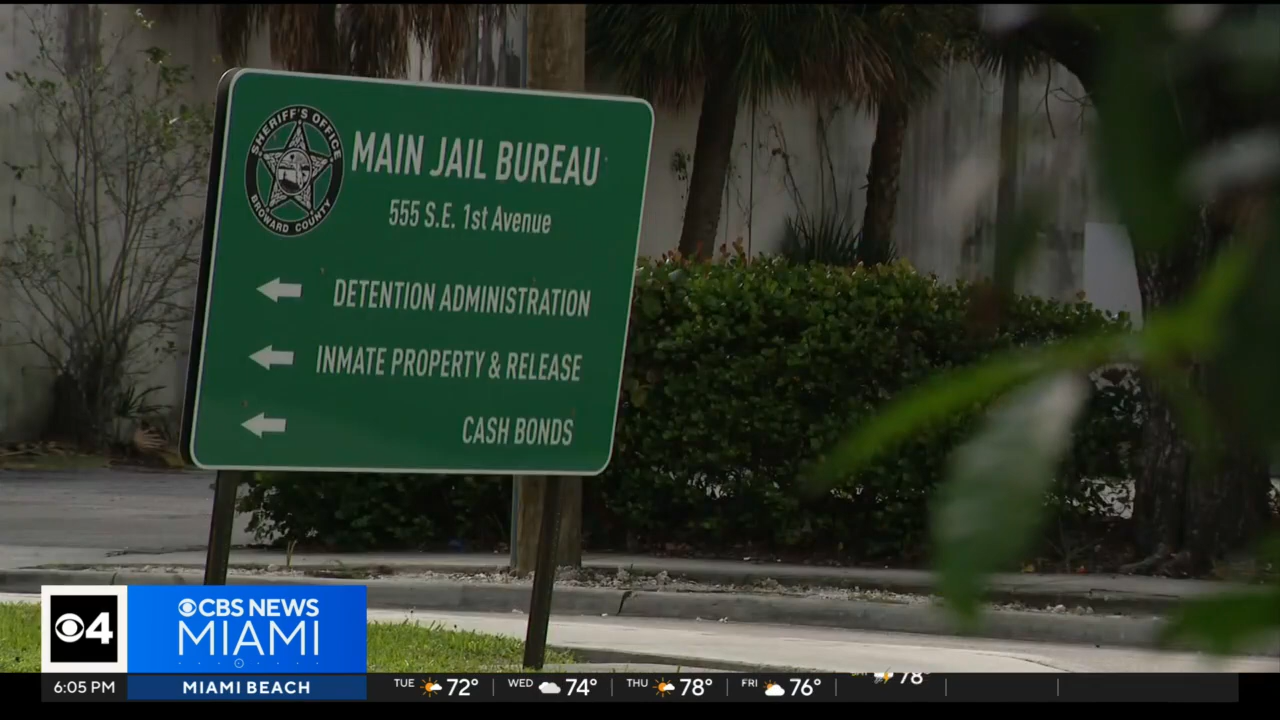 SHERIFF'S OFFICE
BROWARD COUNTY
MAIN JAIL BUREAU
555 S.E. 1st Avenue
DETENTION ADMINISTRATION
INMATE PROPERTY & RELEASE
CASH BONDS
4
CBS NEWS
MIAMI
6:05 PM
MIAMI BEACH
TUE 72°
WED 74°
THU 78°
FRI 76°
78°